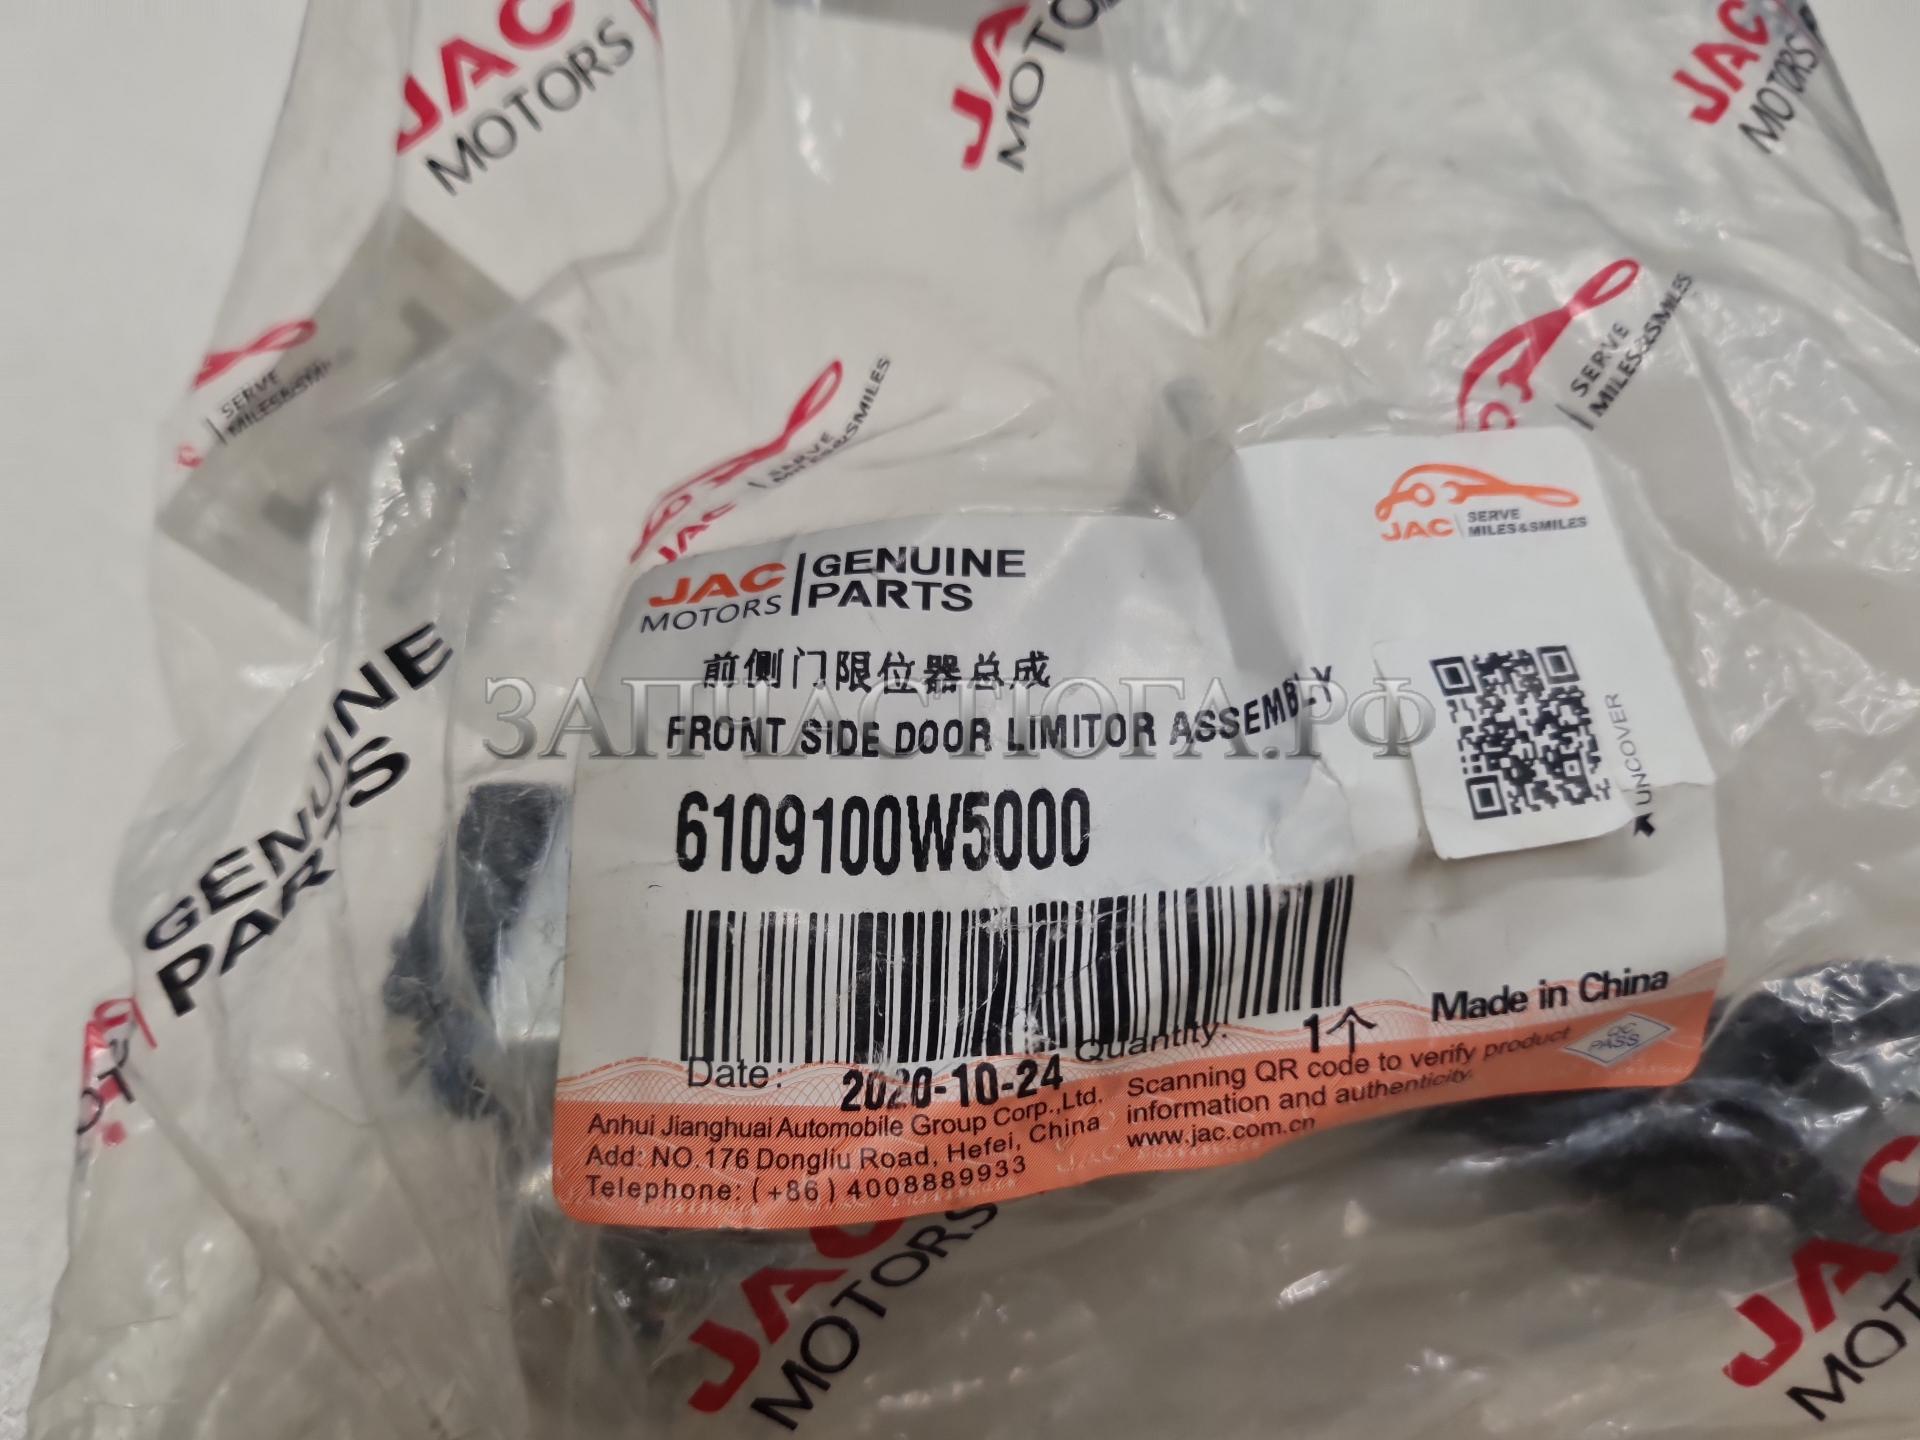 JAC
MOTORS
JAC
MOTORS
JAC
MOTORS
SERVE
SERVE
MILES&SMILES
SERVE
MILES&SMILES
JAC
JAC
SERVE
MILES&SMILES
JAC
MOTORS
GENUINE
PARTS
前侧门限位器总成
ЗАПЧАСТЮГА.РФ
FRONT SIDE DOOR LIMITOR ASSEMBLY
UNCOVER
6109100W5000
GENUINE
PARTS
Made in China
Date: 2020-10-24
Quantity: 1个
QC
PASS
Anhui Jianghuai Automobile Group Corp.,Ltd.
Add: NO.176 Dongliu Road, Hefei, China
Telephone: (+86) 4008889933
Scanning QR code to verify product
information and authenticity.
www.jac.com.cn
JAC
MOTORS
JAC
MOTORS